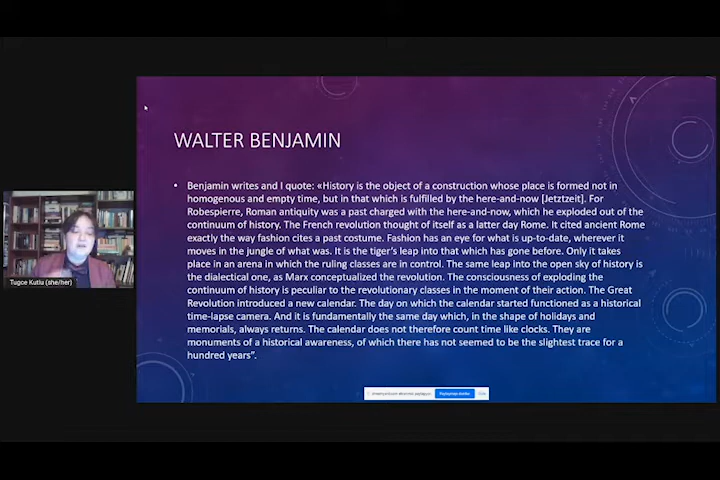 WALTER BENJAMIN
• Benjamin writes and I quote: «History is the object of a construction whose place is formed not in
homogenous and empty time, but in that which is fulfilled by the here-and-now [Jetztzeit]. For
Robespierre, Roman antiquity was a past charged with the here-and-now, which he exploded out of the
continuum of history. The French revolution thought of itself as a latter day Rome. It cited ancient Rome
exactly the way fashion cites a past costume. Fashion has an eye for what is up-to-date, wherever it
moves in the jungle of what was. It is the tiger's leap into that which has gone before. Only it takes
place in an arena in which the ruling classes are in control. The same leap into the open sky of history is
the dialectical one, as Marx conceptualized the revolution. The consciousness of exploding the
continuum of history is peculiar to the revolutionary classes in the moment of their action. The Great
Revolution introduced a new calendar. The day on which the calendar started functioned as a historical
time-lapse camera. And it is fundamentally the same day which, in the shape of holidays and
memorials, always returns. The calendar does not therefore count time like clocks. They are
monuments of a historical awareness, of which there has not seemed to be the slightest trace for a
hundred years".
Tugce Kutlu (she/her)